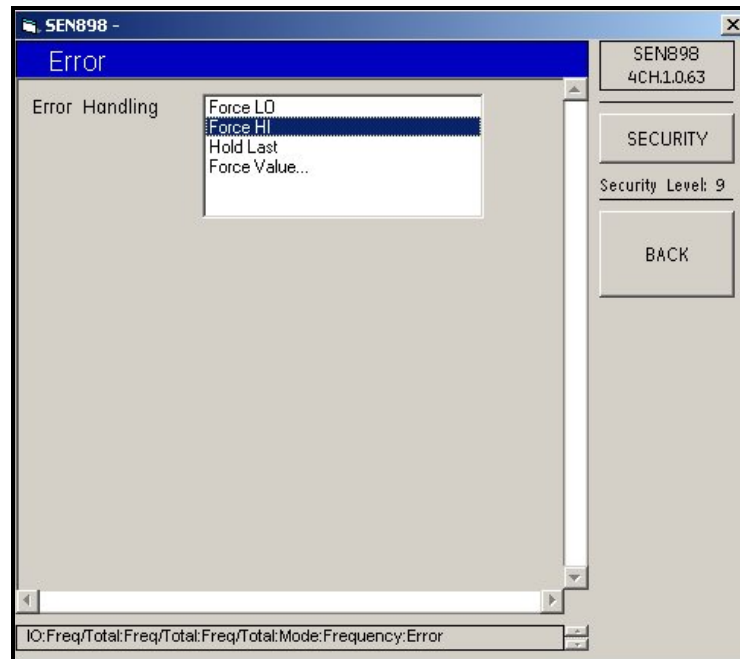 SEN898 -
Error
Error Handling
Force LO
Force HI
Hold Last
Force Value...
SEN898
4CH.1.0.63
SECURITY
Security Level: 9
BACK
IO:Freq/Total:Freq/Total:Freq/Total:Mode:Frequency:Error